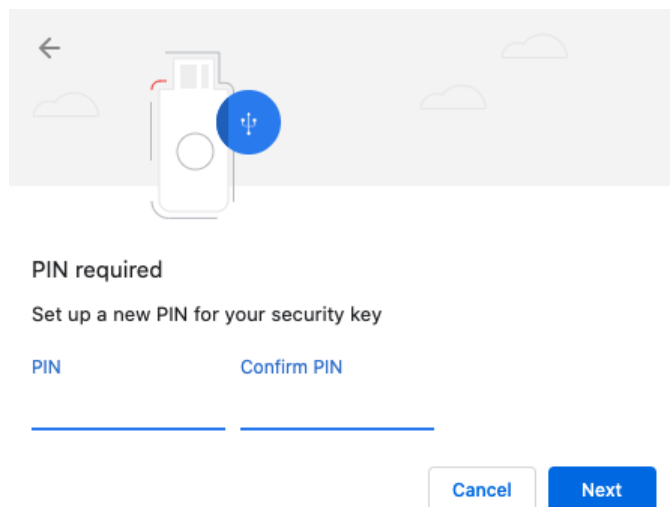 PIN required
Set up a new PIN for your security key
PIN Confirm PIN
Cancel Next